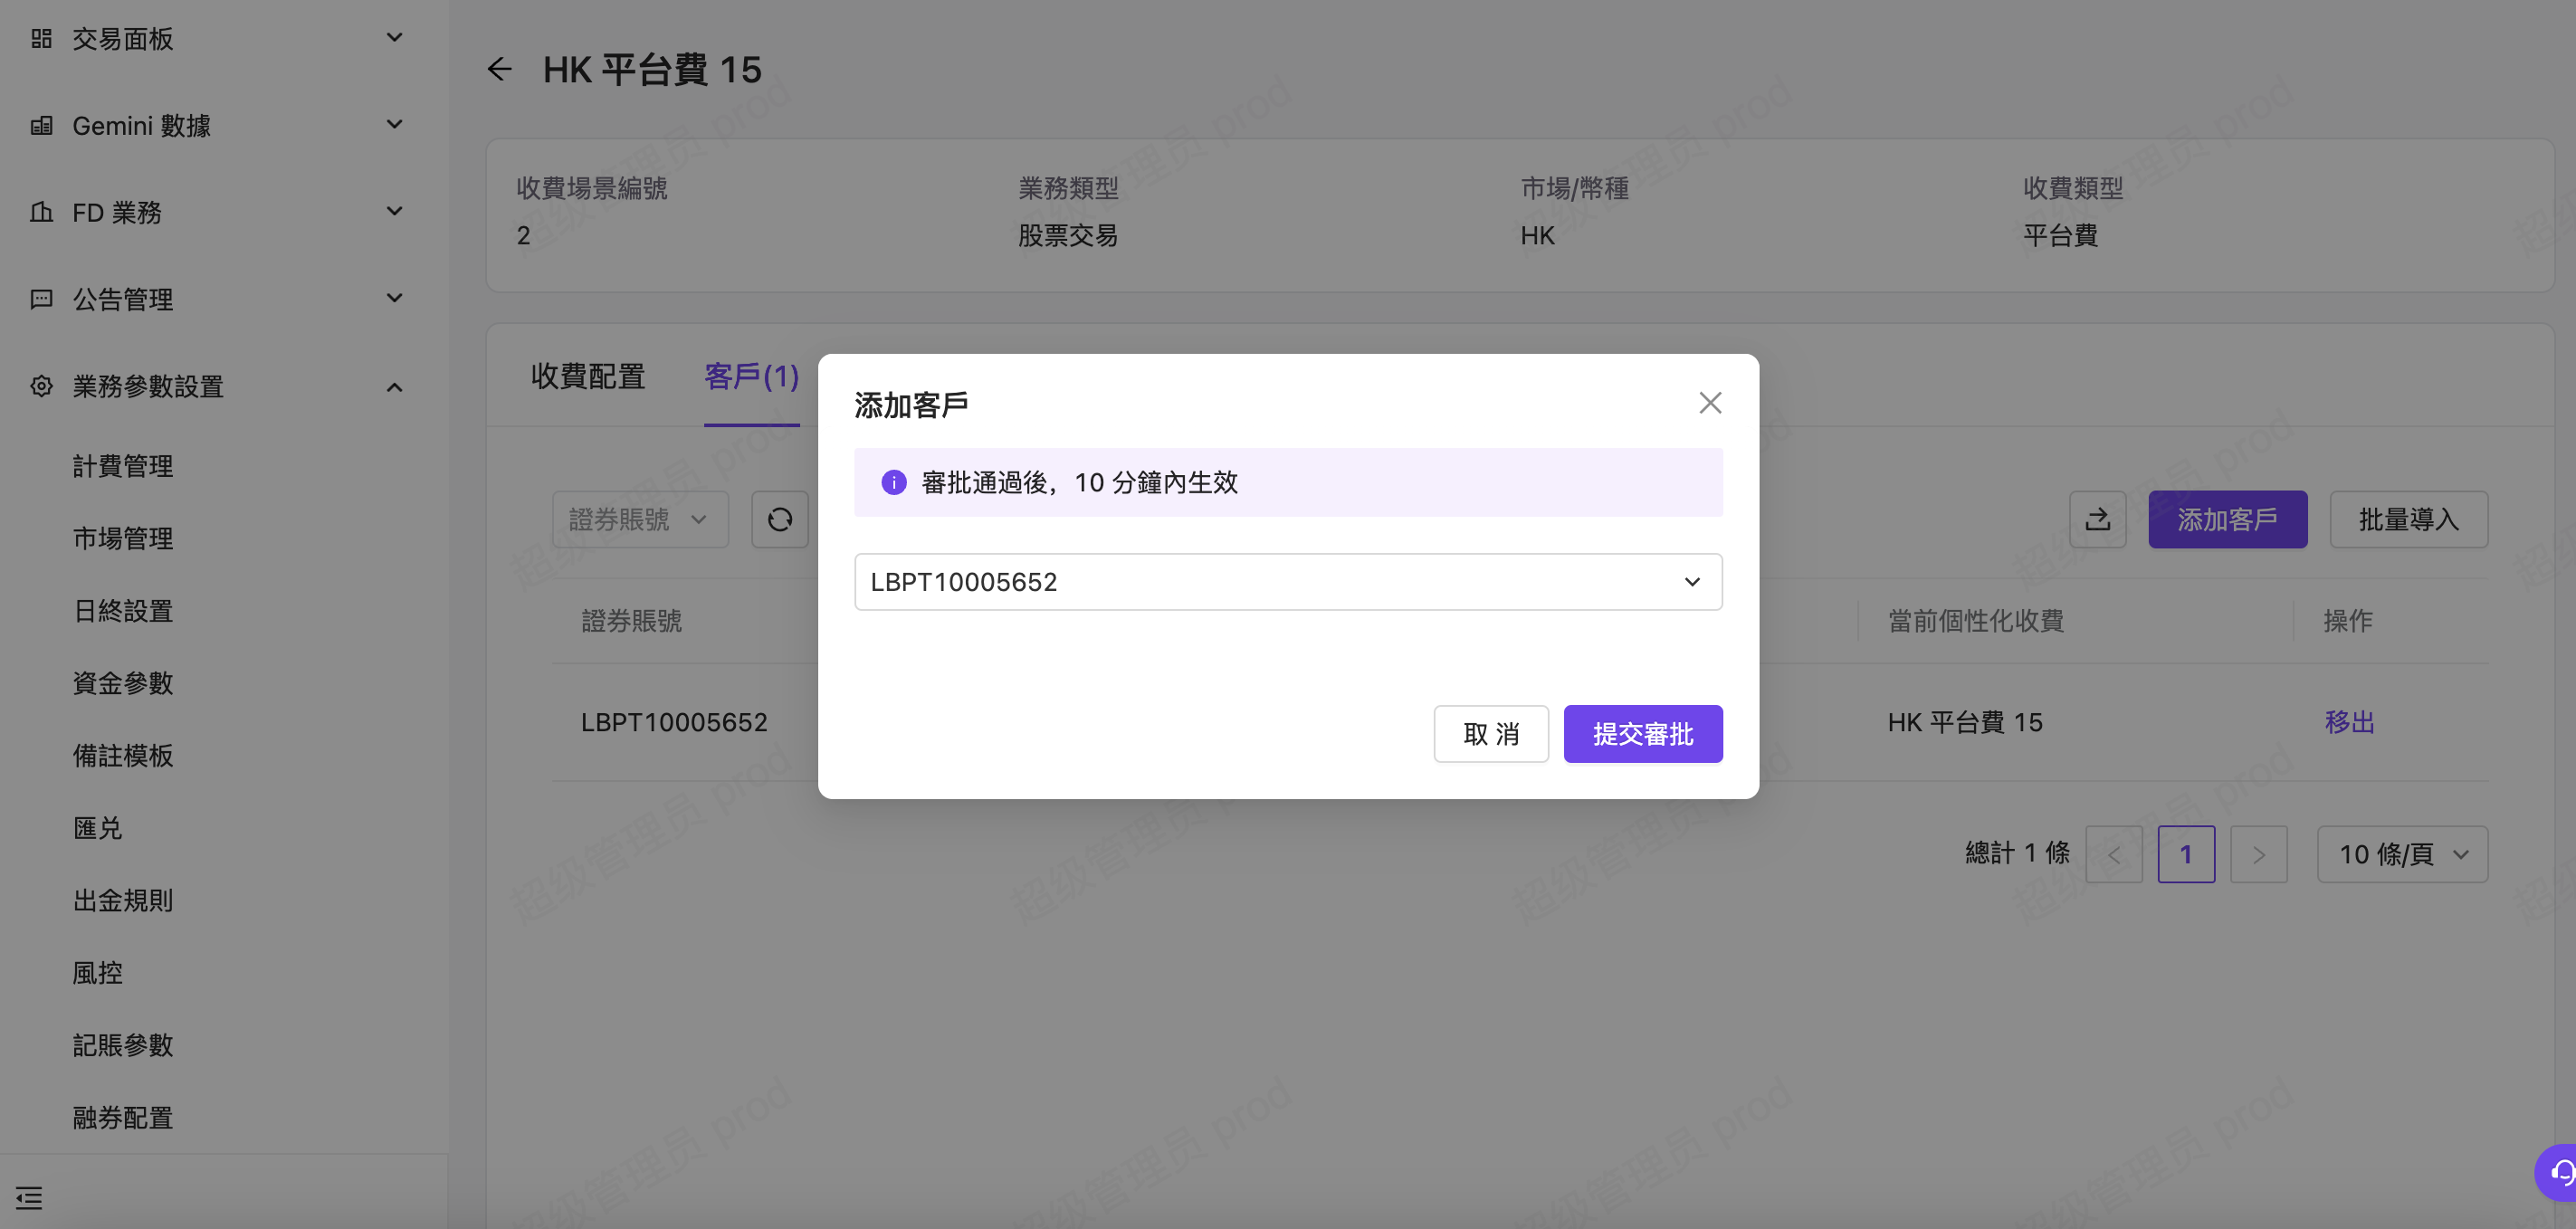 交易面板
Gemini 數據
FD 業務
公告管理
業務參數設置
計費管理
市場管理
日終設置
資金參數
備註模板
匯兑
出金規則
風控
記賬參數
融券配置
HK 平台費 15
收費場景編號
業務類型
市場/幣種
收費類型
2
股票交易
HK
平台費
收費配置
客戶(1)
證券賬號
添加客戶
批量導入
證券賬號
當前個性化收費
操作
LBPT10005652
HK 平台費 15
移出
總計 1 條
1
10 條/頁
添加客戶
審批通過後，10 分鐘內生效
LBPT10005652
取 消
提交審批
超级管理员 prod